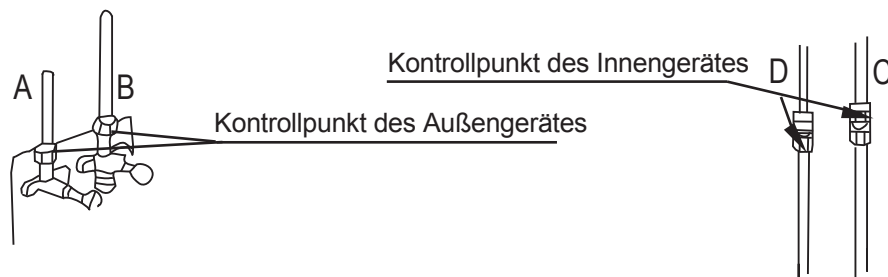 A
B
Kontrollpunkt des Außengerätes
Kontrollpunkt des Innengerätes
D
C